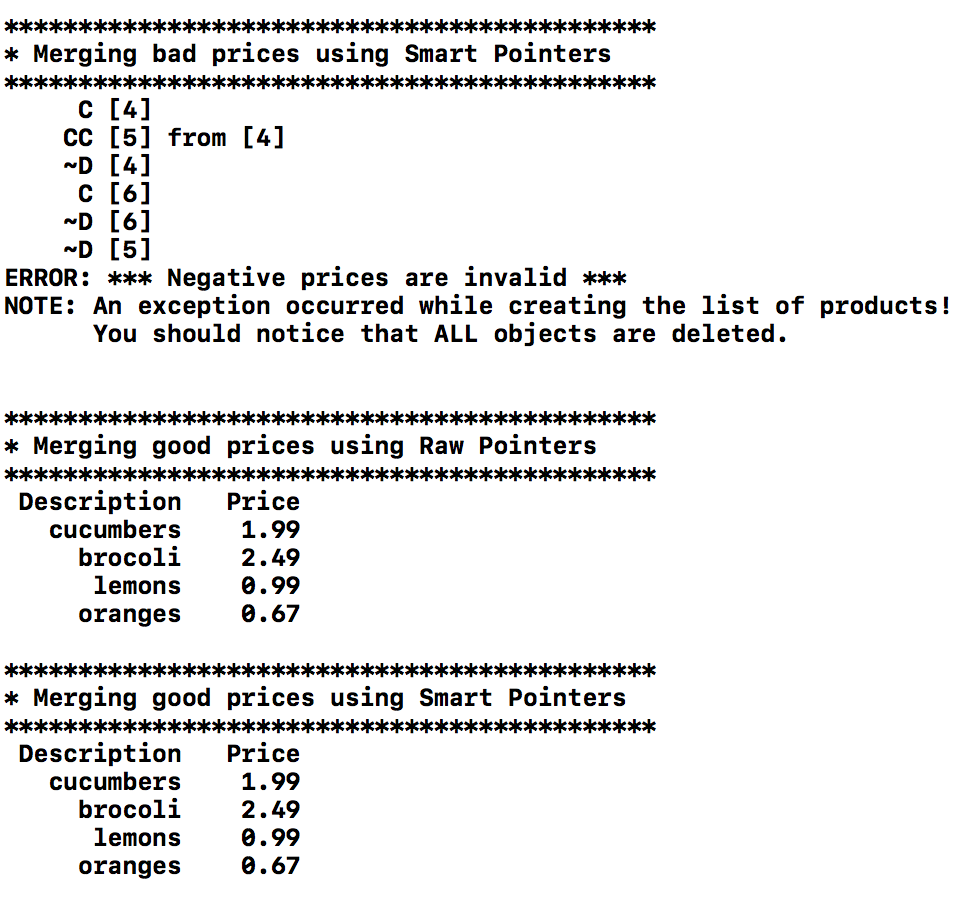 ********************************************
* Merging bad prices using Smart Pointers
********************************************
     C [4]
    CC [5] from [4]
    ~D [4]
     C [6]
    ~D [6]
    ~D [5]
ERROR: *** Negative prices are invalid ***
NOTE: An exception occurred while creating the list of products!
      You should notice that ALL objects are deleted.
********************************************
* Merging good prices using Raw Pointers
********************************************
 Description   Price
   cucumbers    1.99
     brocoli    2.49
      lemons    0.99
     oranges    0.67
********************************************
* Merging good prices using Smart Pointers
********************************************
 Description   Price
   cucumbers    1.99
     brocoli    2.49
      lemons    0.99
     oranges    0.67